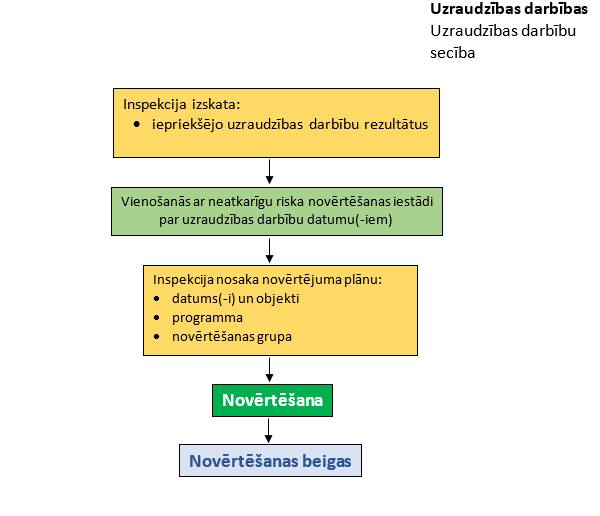 Uzraudzības darbības
Uzraudzības darbību
secība
Inspekcija izskata:
• iepriekšējo uzraudzības darbību rezultātus
Vienošanās ar neatkarīgu riska novērtēšanas iestādi
par uzraudzības darbību datumu(-iem)
Inspekcija nosaka novērtējuma plānu:
• datums(-i) un objekti
• programma
• novērtēšanas grupa
Novērtēšana
Novērtēšanas beigas